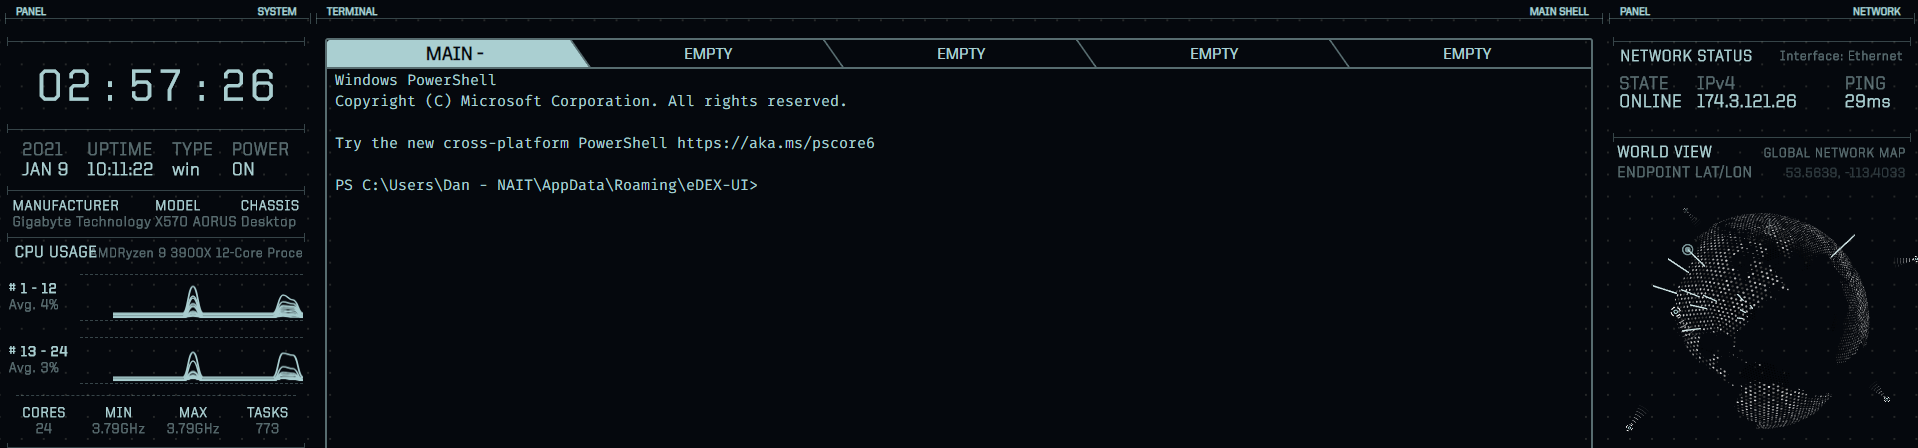 PANEL SYSTEM
02:57:26
2021 UPTIME TYPE POWER
JAN 9 10:11:22 win ON
MANUFACTURER MODEL CHASSIS
Gigabyte Technology X570 AORUS Desktop
CPU USAGE MDRyzen 9 3900X 12-Core Proce
# 1 - 12
Avg. 4%
# 13 - 24
Avg. 3%
CORES MIN MAX TASKS
24 3.79GHz 3.79GHz 773
TERMINAL MAIN SHELL
MAIN - EMPTY EMPTY EMPTY EMPTY
Windows PowerShell
Copyright (C) Microsoft Corporation. All rights reserved.
Try the new cross-platform PowerShell https://aka.ms/pscore6
PS C:\Users\Dan - NAIT\AppData\Roaming\eDEX-UI>
PANEL NETWORK
NETWORK STATUS Interface: Ethernet
STATE IPv4 PING
ONLINE 174.3.121.26 29ms
WORLD VIEW GLOBAL NETWORK MAP
ENDPOINT LAT/LON 53.5639, -113.4033